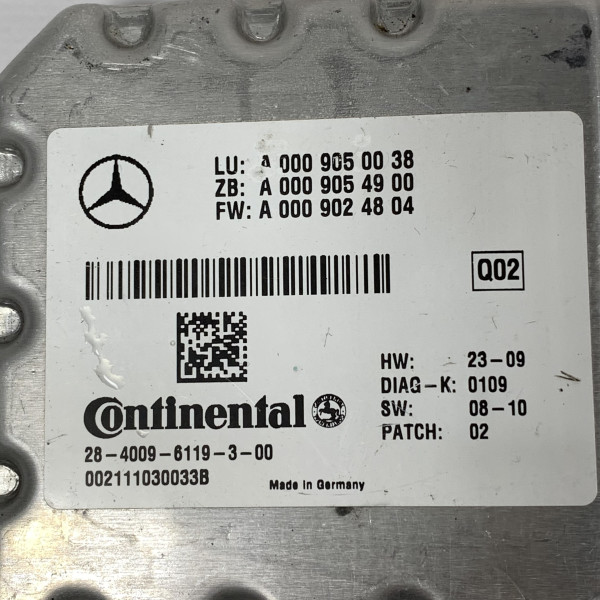 LU: A 000 905 00 38
ZB: A 000 905 49 00
FW: A 000 902 48 04
Q02
HW: 23-09
DIAG-K: 0109
SW: 08-10
PATCH: 02
Continental
28-4009-6119-3-00
002111030033B
Made in Germany